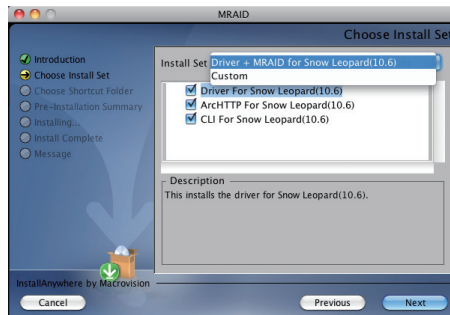 MRAID
Choose Install Se
Introduction
Choose Install Set
Choose Shortcut Folder
Pre-Installation Summary
Installing...
Install Complete
Message
Install Set
Driver + MRAID for Snow Leopard(10.6)
Custom
Driver For Snow Leopard(10.6)
ArcHTTP For Snow Leopard(10.6)
CLI For Snow Leopard(10.6)
Description
This installs the driver for Snow Leopard(10.6).
InstallAnywhere by Macrovision
Cancel
Previous
Next